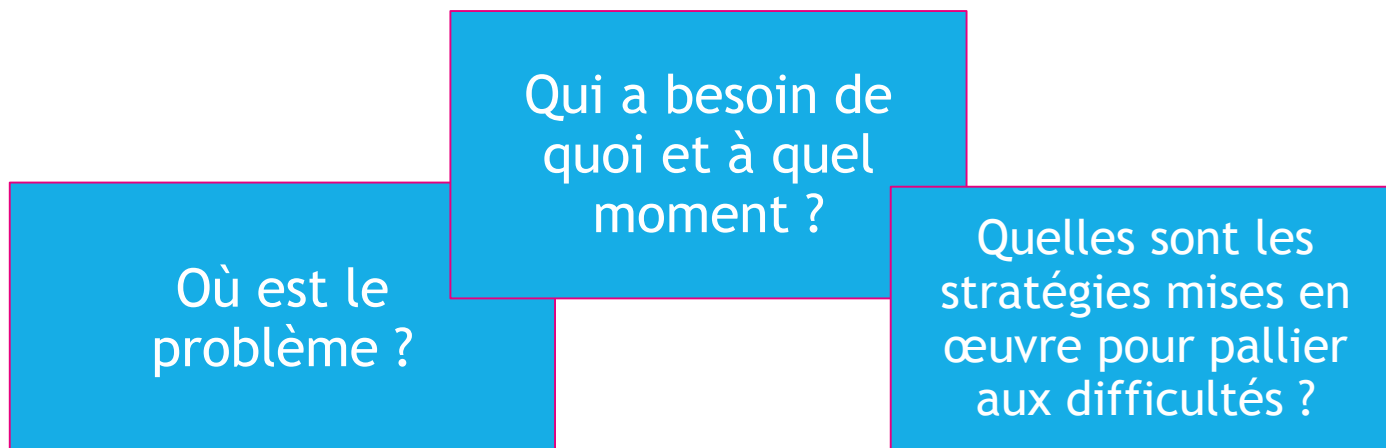 Où est le
problème ?
Qui a besoin de
quoi et à quel
moment ?
Quelles sont les
stratégies mises en
œuvre pour pallier
aux difficultés ?